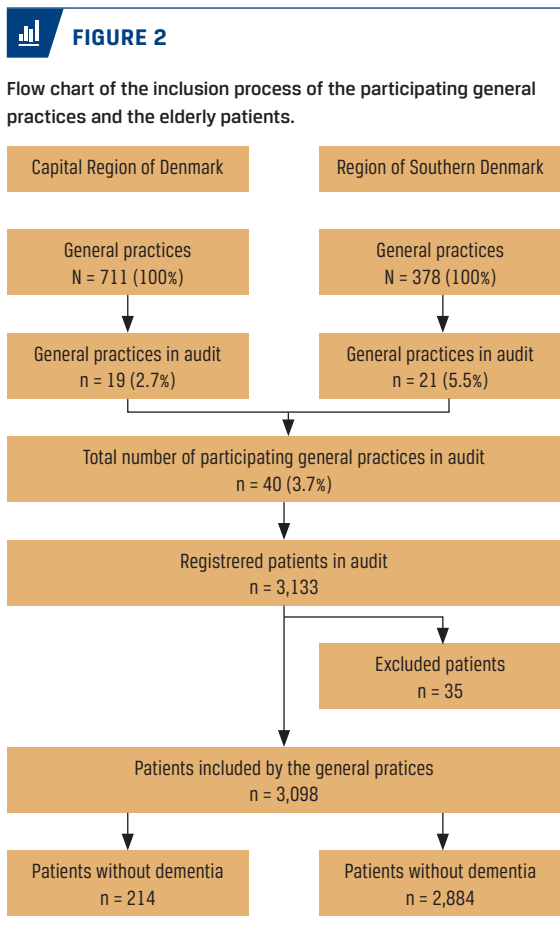 FIGURE 2
Flow chart of the inclusion process of the participating general
practices and the elderly patients.
Capital Region of Denmark
Region of Southern Denmark
General practices
N = 711 (100%)
General practices
N = 378 (100%)
General practices in audit
n = 19 (2.7%)
General practices in audit
n = 21 (5.5%)
Total number of participating general practices in audit
n = 40 (3.7%)
Registrered patients in audit
n = 3,133
Excluded patients
n = 35
Patients included by the general pratices
n = 3,098
Patients without dementia
n = 214
Patients without dementia
n = 2,884